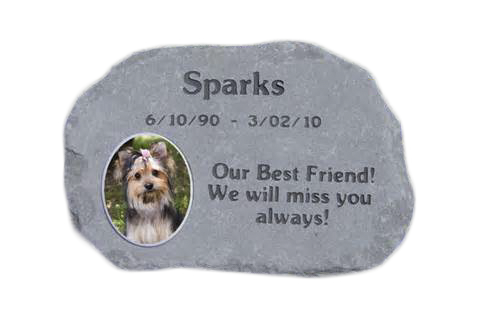 Sparks
6/10/90 - 3/02/10
Our Best Friend!
We will miss you
always!